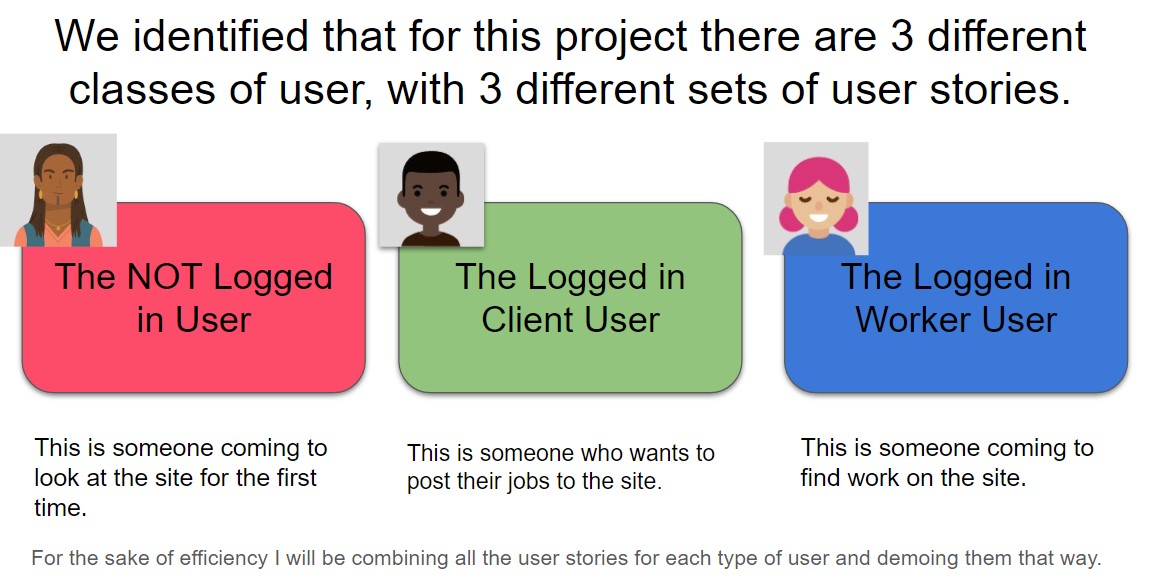 We identified that for this project there are 3 different
classes of user, with 3 different sets of user stories.
The NOT Logged
in User
The Logged in
Client User
The Logged in
Worker User
This is someone coming to
look at the site for the first
time.
This is someone who wants to
post their jobs to the site.
This is someone coming to
find work on the site.
For the sake of efficiency I will be combining all the user stories for each type of user and demoing them that way.